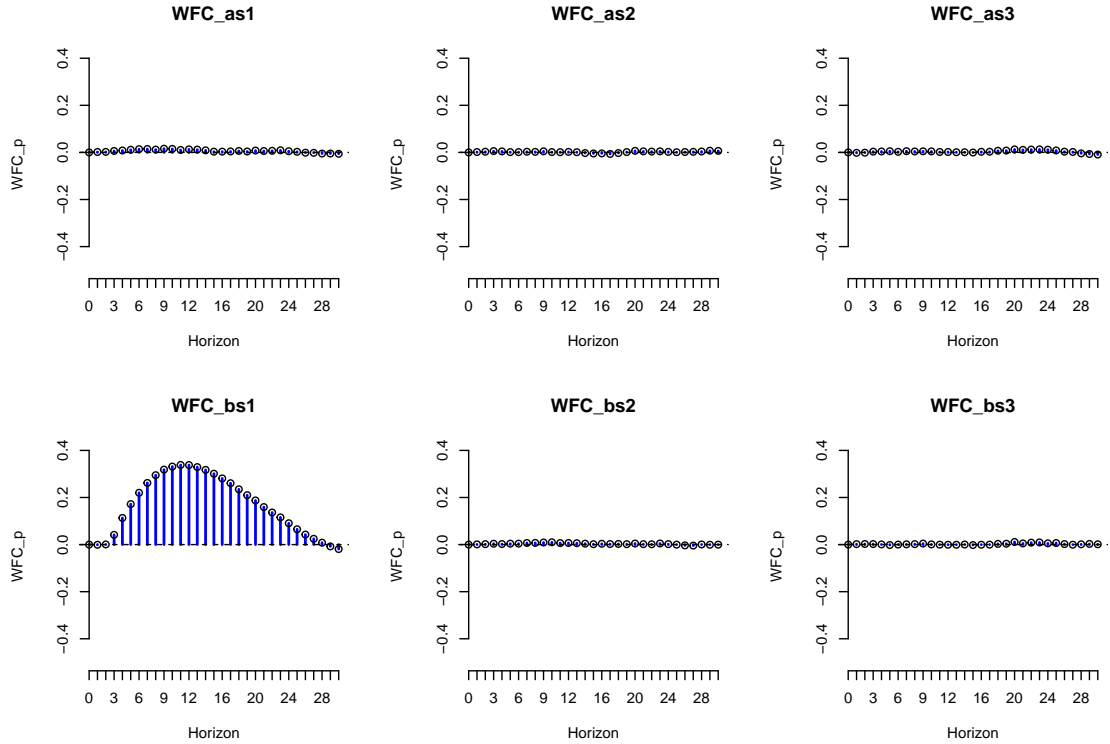 WFC_as1 WFC_as2 WFC_as3
WFC_p WFC_p WFC_p
0.4 0.4 0.4
0.2 0.2 0.2
0.0 0.0 0.0
−0.2 −0.2 −0.2
−0.4 −0.4 −0.4
0 3 6 9 12 16 20 24 28 0 3 6 9 12 16 20 24 28 0 3 6 9 12 16 20 24 28
Horizon Horizon Horizon
WFC_bs1 WFC_bs2 WFC_bs3
WFC_p WFC_p WFC_p
0.4 0.4 0.4
0.2 0.2 0.2
0.0 0.0 0.0
−0.2 −0.2 −0.2
−0.4 −0.4 −0.4
0 3 6 9 12 16 20 24 28 0 3 6 9 12 16 20 24 28 0 3 6 9 12 16 20 24 28
Horizon Horizon Horizon